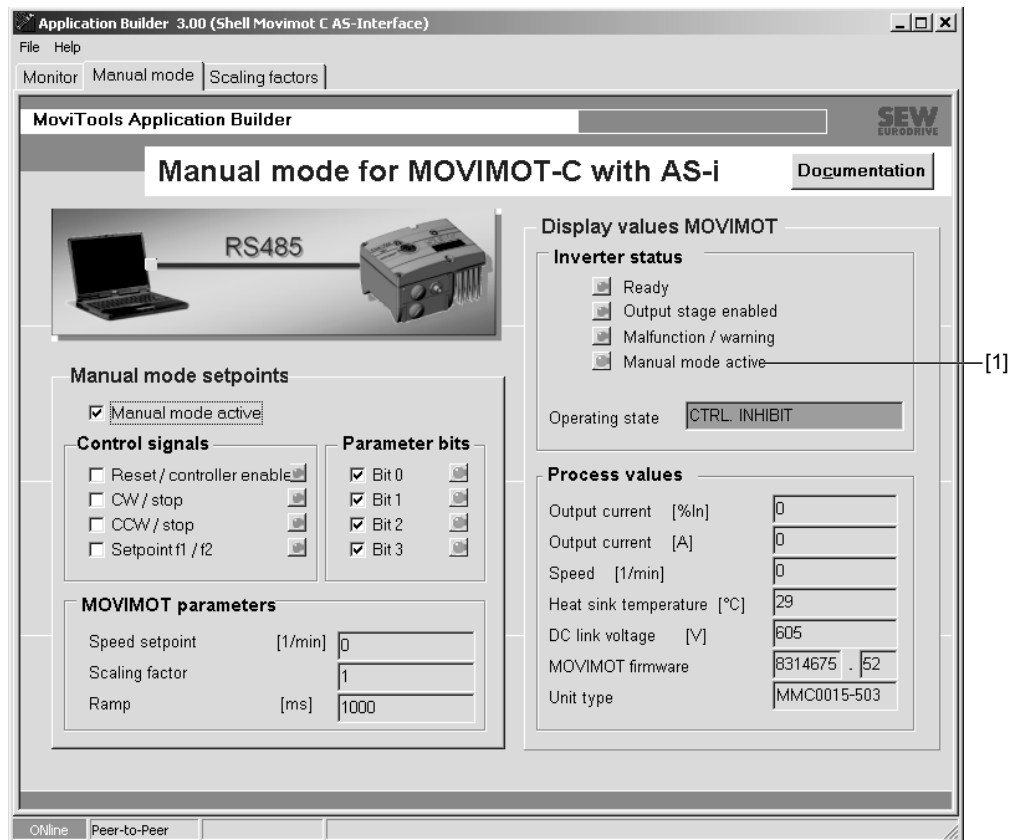 Application Builder 3.00 (Shell Movimot C AS-Interface)
File Help
Monitor Manual mode Scaling factors
MoviTools Application Builder
SEW
EURODRIVE
Manual mode for MOVIMOT-C with AS-i
Documentation
RS485
Manual mode setpoints
Manual mode active
Control signals
Reset / controller enable
CW / stop
CCW / stop
Setpoint f1 / f2
Parameter bits
Bit 0
Bit 1
Bit 2
Bit 3
MOVIMOT parameters
Speed setpoint [1/min] 0
Scaling factor 1
Ramp [ms] 1000
Display values MOVIMOT
Inverter status
Ready
Output stage enabled
Malfunction / warning
Manual mode active
[1]
Operating state CTRL. INHIBIT
Process values
Output current [%In] 0
Output current [A] 0
Speed [1/min] 0
Heat sink temperature [°C] 29
DC link voltage [V] 605
MOVIMOT firmware 8314675 . 52
Unit type MMC0015-503
ONline Peer-to-Peer